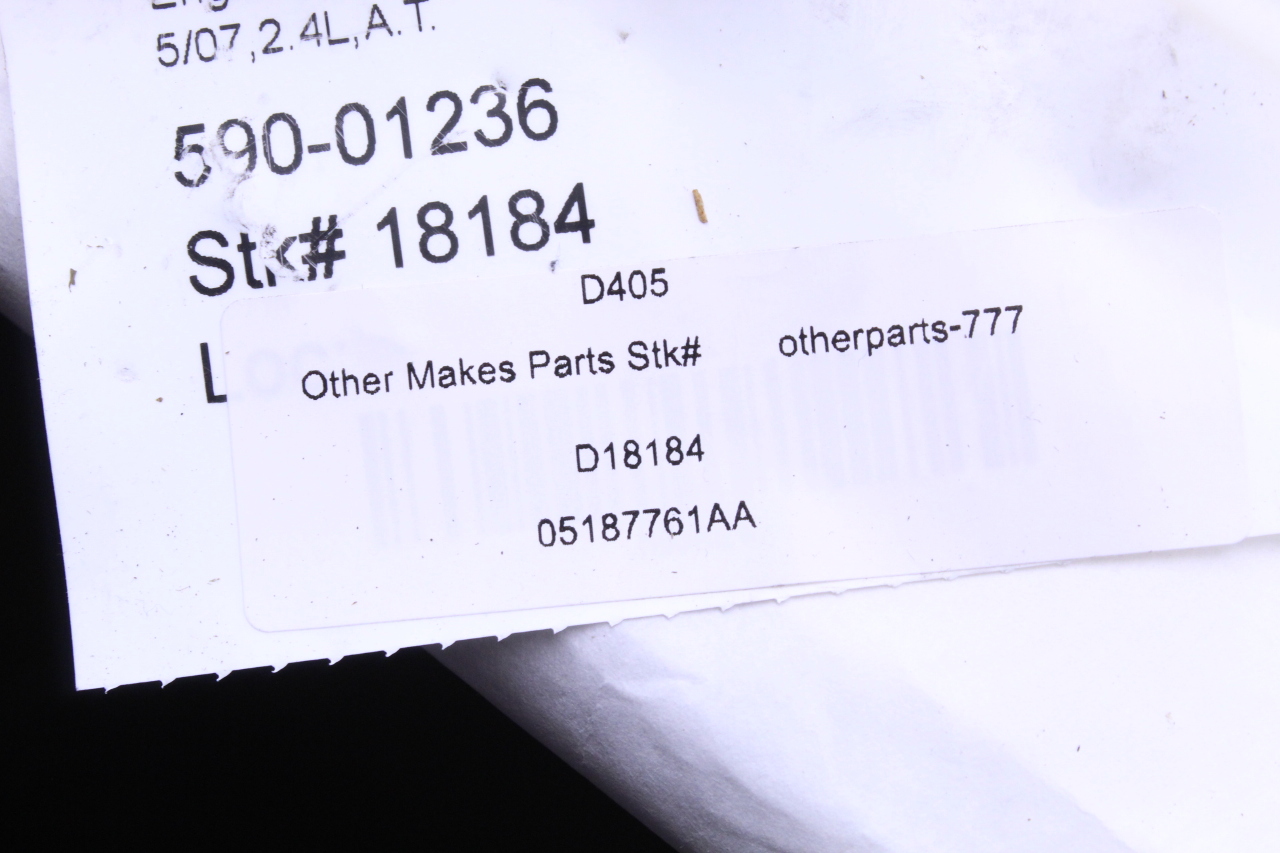 5/07,2.4L,A.T.
590-01236
Stk# 18184
D405
Other Makes Parts Stk# otherparts-777
D18184
05187761AA